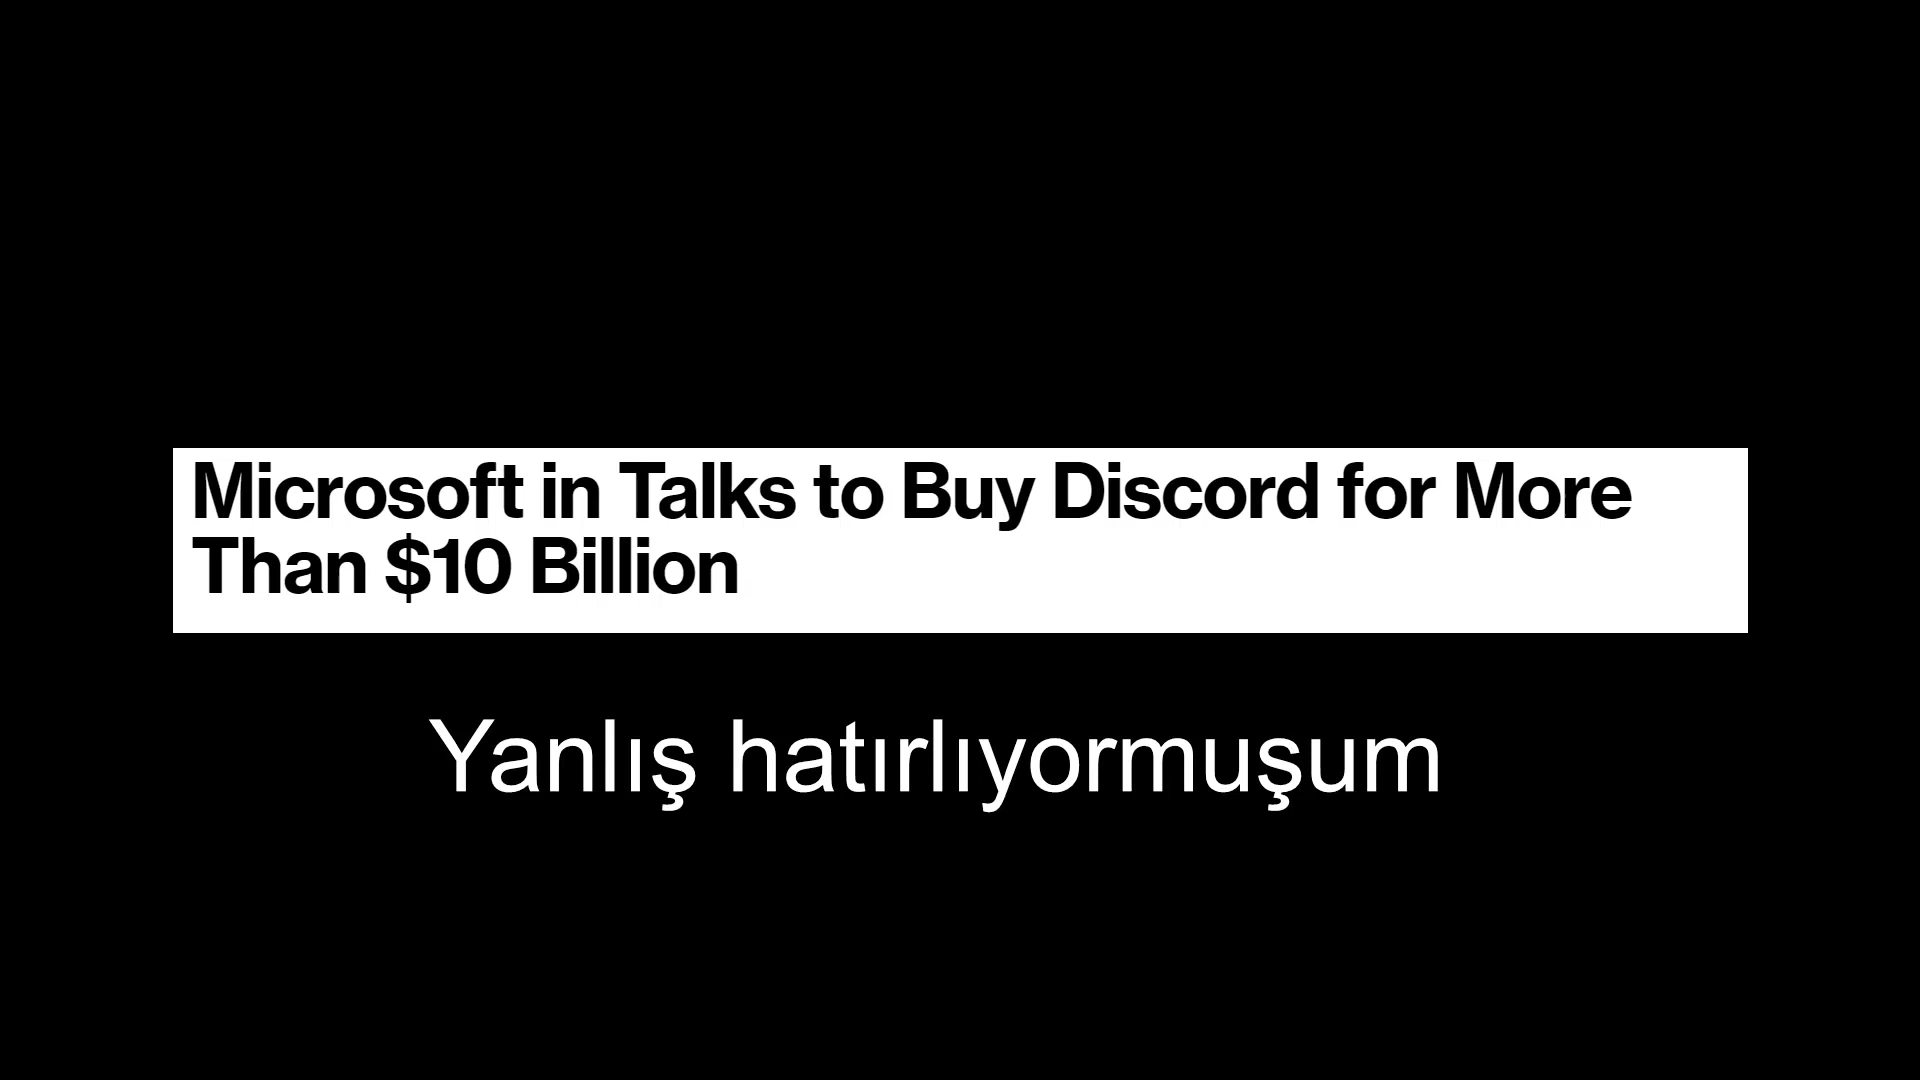 Microsoft in Talks to Buy Discord for More
Than $10 Billion
Yanlış hatırlıyormuşum